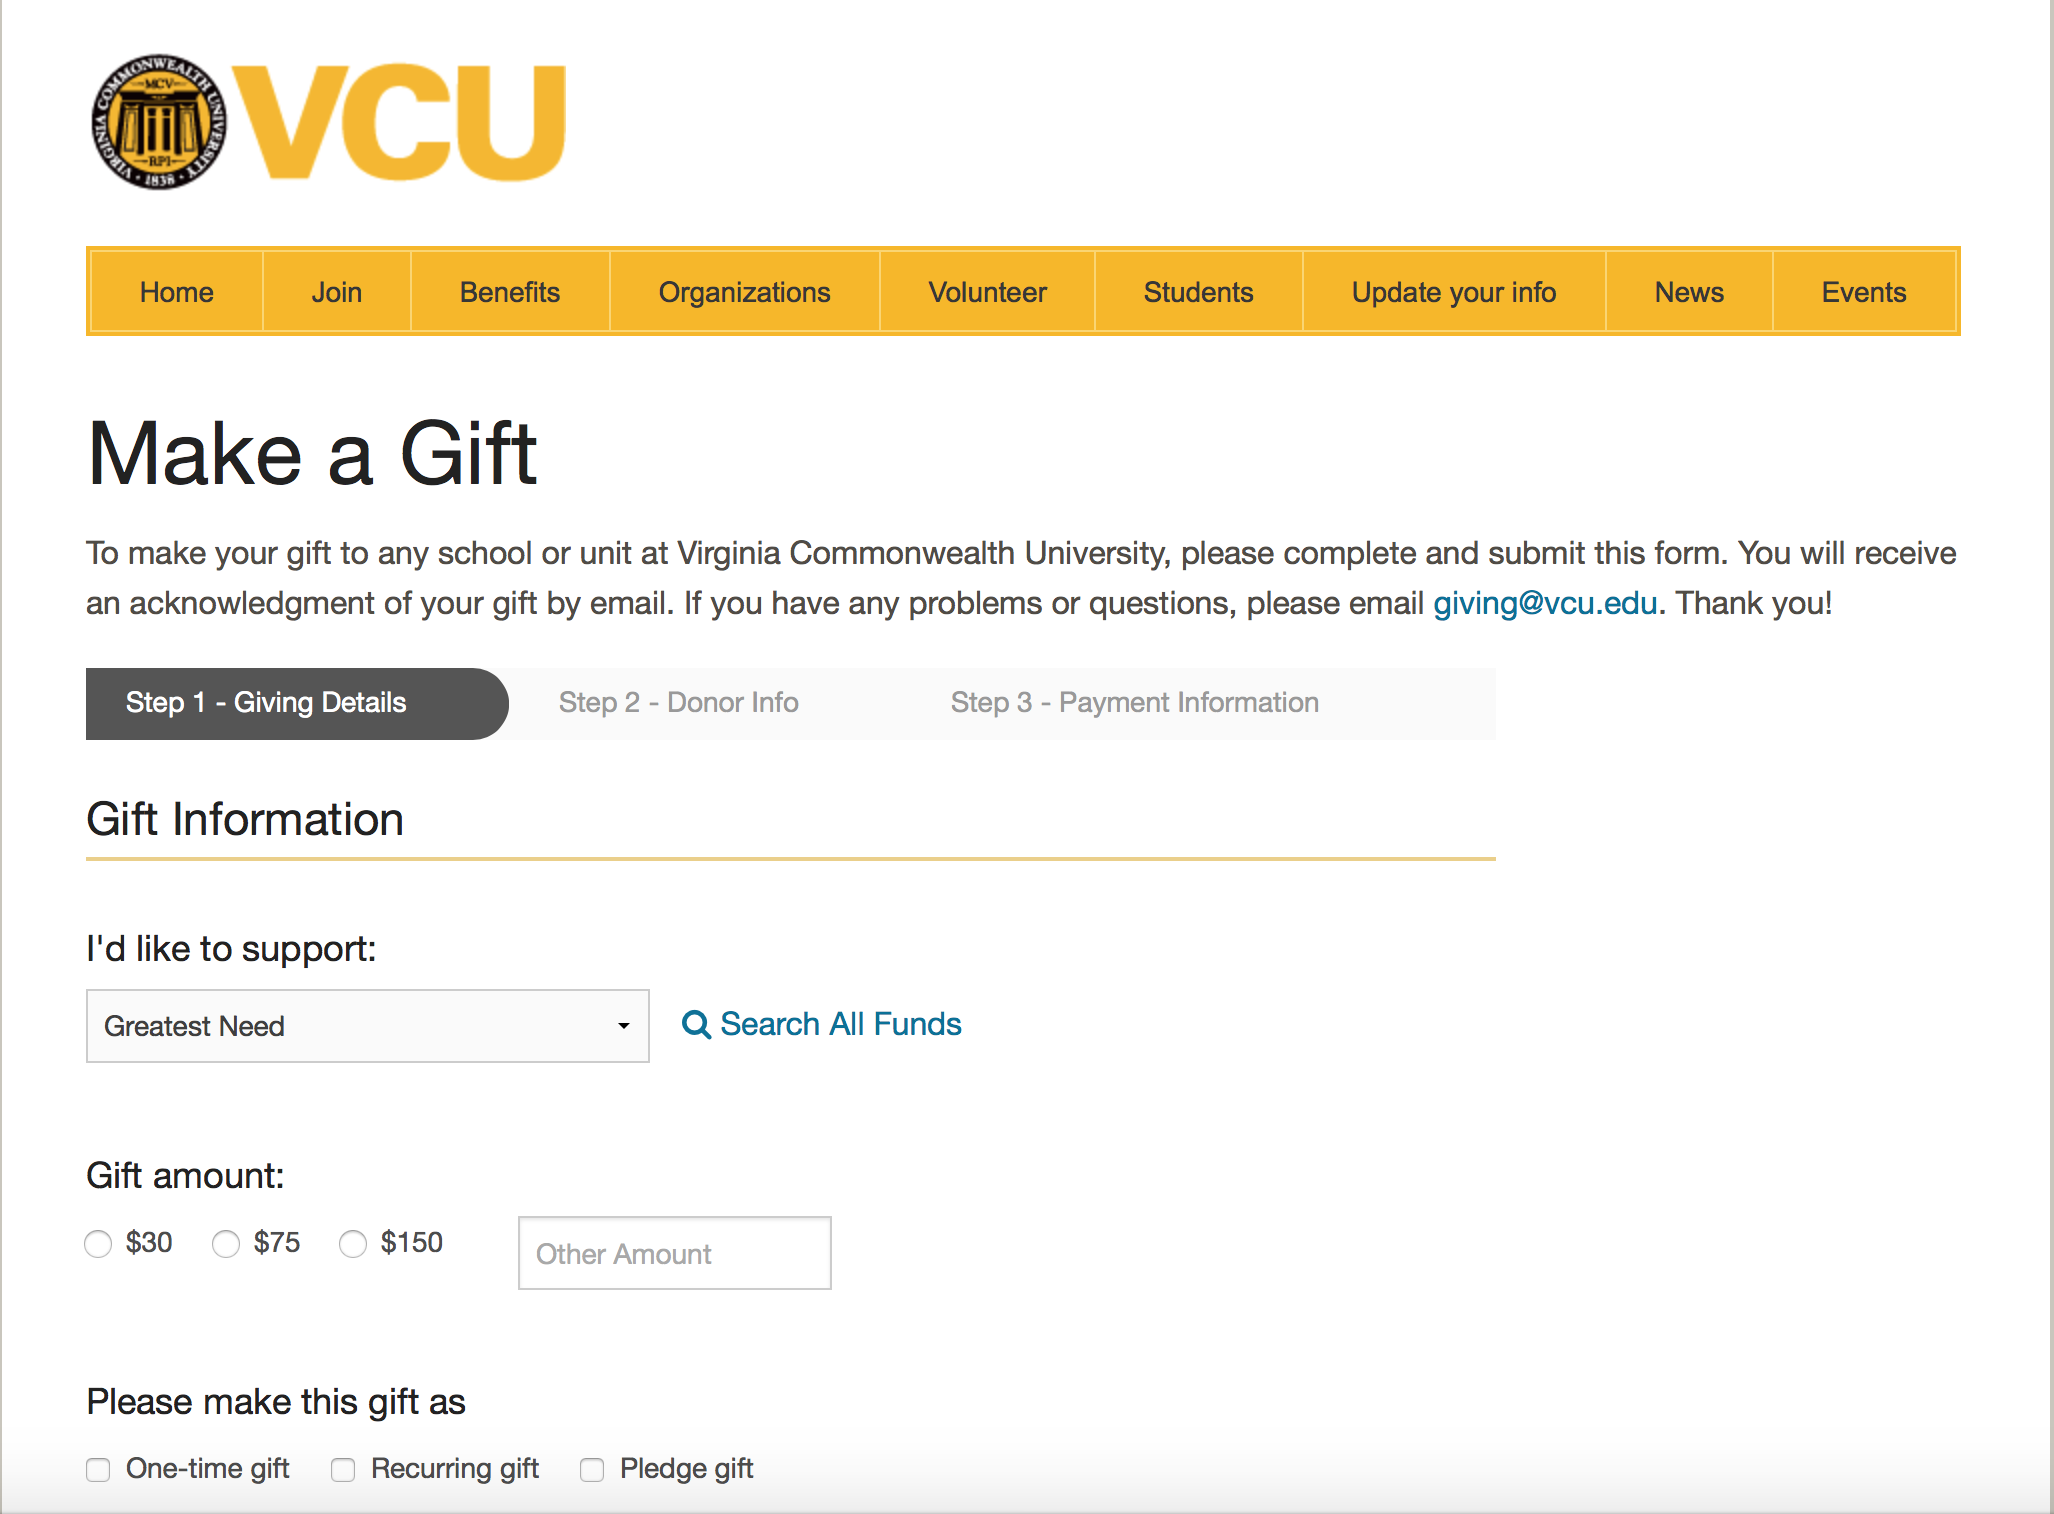 VIRGINIA COMMONWEALTH UNIVERSITY
MCV
RPI
1838
VCU
Home Join Benefits Organizations Volunteer Students Update your info News Events
Make a Gift
To make your gift to any school or unit at Virginia Commonwealth University, please complete and submit this form. You will receive
an acknowledgment of your gift by email. If you have any problems or questions, please email giving@vcu.edu. Thank you!
Step 1 - Giving Details Step 2 - Donor Info Step 3 - Payment Information
Gift Information
I'd like to support:
Greatest Need Search All Funds
Gift amount:
$30 $75 $150 Other Amount
Please make this gift as
One-time gift Recurring gift Pledge gift